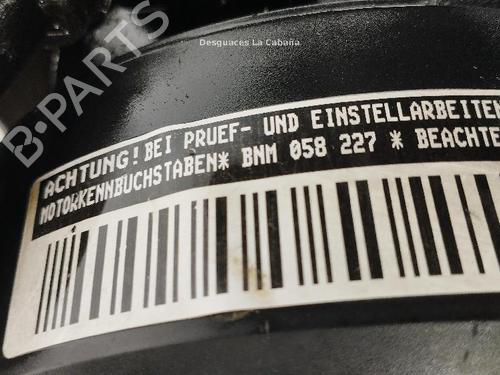 Desguaces La Cabaña
B-PARTS
ACHTUNG! BEI PRUEF- UND EINSTELLARBEITEN
MOTORKENNBUCHSTABEN* BNM 058 227 * BEACHTE